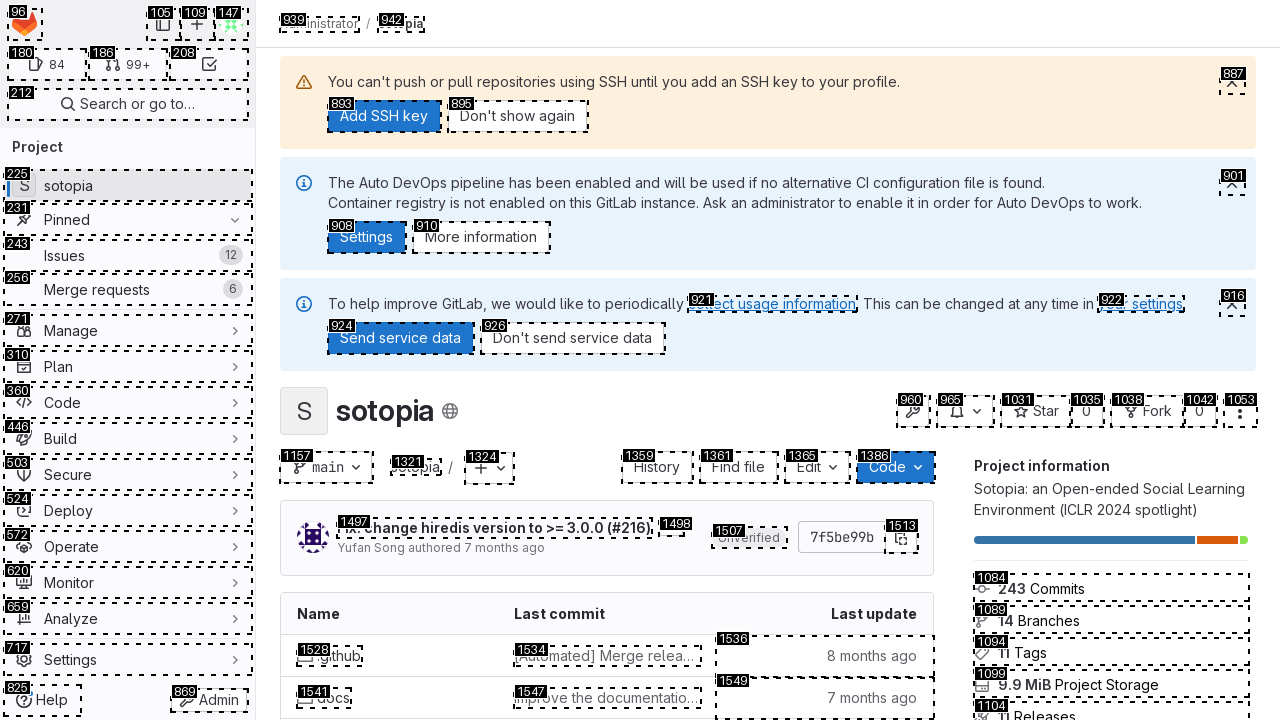 96
105
109
147
180
84
186
99+
208
212
Search or go to…
Project
225
S
sotopia
231
Pinned
243
Issues
12
256
Merge requests
6
271
Manage
310
Plan
360
Code
446
Build
503
Secure
524
Deploy
572
Operate
620
Monitor
659
Analyze
717
Settings
825
Help
869
Admin
939
Administrator
/
942
sotopia
You can't push or pull repositories using SSH until you add an SSH key to your profile.
887
893
Add SSH key
895
Don't show again
The Auto DevOps pipeline has been enabled and will be used if no alternative CI configuration file is found.
901
Container registry is not enabled on this GitLab instance. Ask an administrator to enable it in order for Auto DevOps to work.
908
Settings
910
More information
To help improve GitLab, we would like to periodically 921 collect usage information. This can be changed at any time in 922 your settings.
916
924
Send service data
926
Don't send service data
S
sotopia
960
965
1031
Star
1035
0
1038
Fork
1042
0
1053
1157
main
1321
sotopia
/
1324
1359
History
1361
Find file
1365
Edit
1386
Code
1497
change hiredis version to >= 3.0.0 (#216)
1498
Yufan Song authored 7 months ago
1507
Unverified
7f5be99b
1513
Name
Last commit
Last update
1528
.github
1534
[Automated] Merge relea…
1536
8 months ago
1541
docs
1547
Improve the documentatio…
1549
7 months ago
Project information
Sotopia: an Open-ended Social Learning
Environment (ICLR 2024 spotlight)
1084
243 Commits
1089
14 Branches
1094
11 Tags
1099
9.9 MiB Project Storage
1104
11 Releases